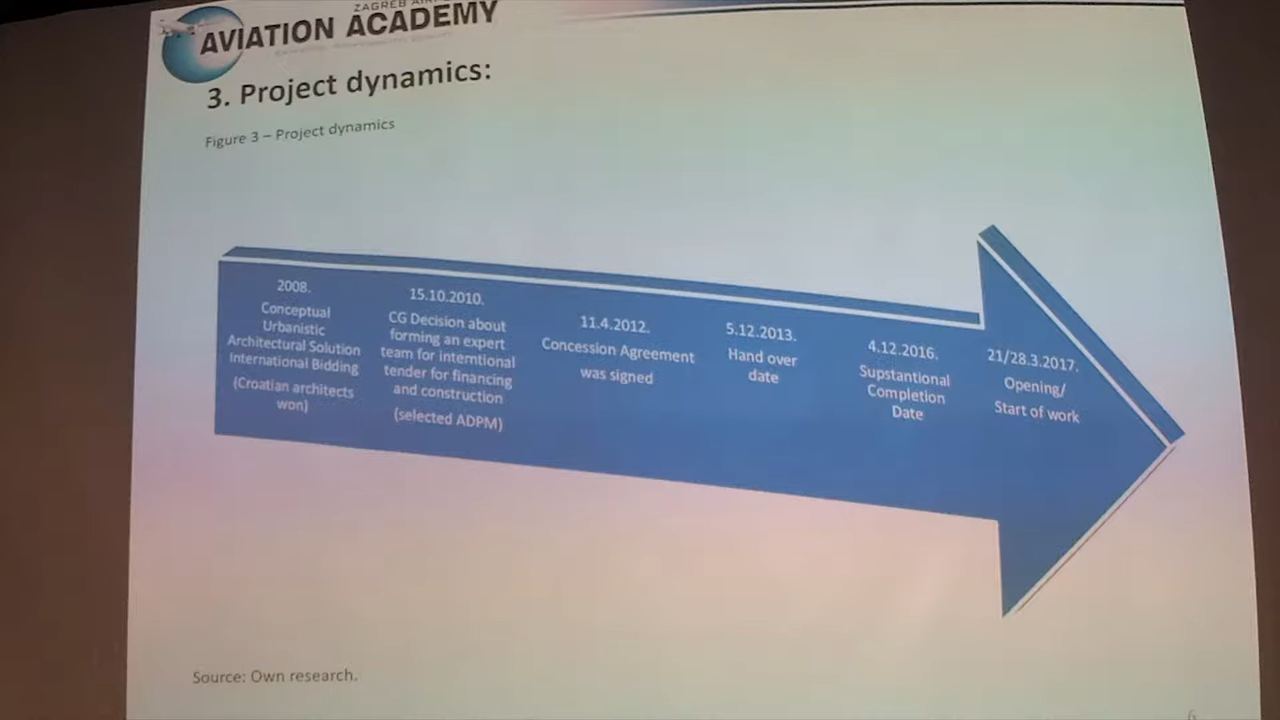 ZAGREB
AVIATION ACADEMY
3. Project dynamics:
Figure 3 – Project dynamics
2008.
Conceptual
Urbanistic
Architectural Solution
International Bidding
(Croatian architects
won)
15.10.2010.
CG Decision about
forming an expert
team for interntional
tender for financing
and construction
(selected ADPM)
11.4.2012.
Concession Agreement
was signed
5.12.2013.
Hand over
date
4.12.2016.
Supstantional
Completion
Date
21/28.3.2017.
Opening/
Start of work
Source: Own research.
6